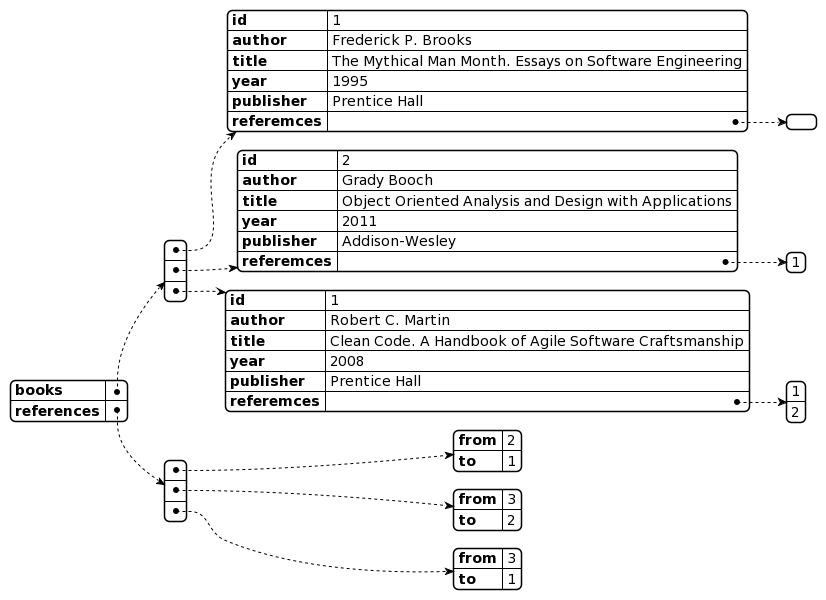 id 1
author Frederick P. Brooks
title The Mythical Man Month. Essays on Software Engineering
year 1995
publisher Prentice Hall
referemces
id 2
author Grady Booch
title Object Oriented Analysis and Design with Applications
year 2011
publisher Addison-Wesley
referemces 1
id 1
author Robert C. Martin
title Clean Code. A Handbook of Agile Software Craftsmanship
year 2008
publisher Prentice Hall
referemces
1
2
books
references
from 2
to 1
from 3
to 2
from 3
to 1